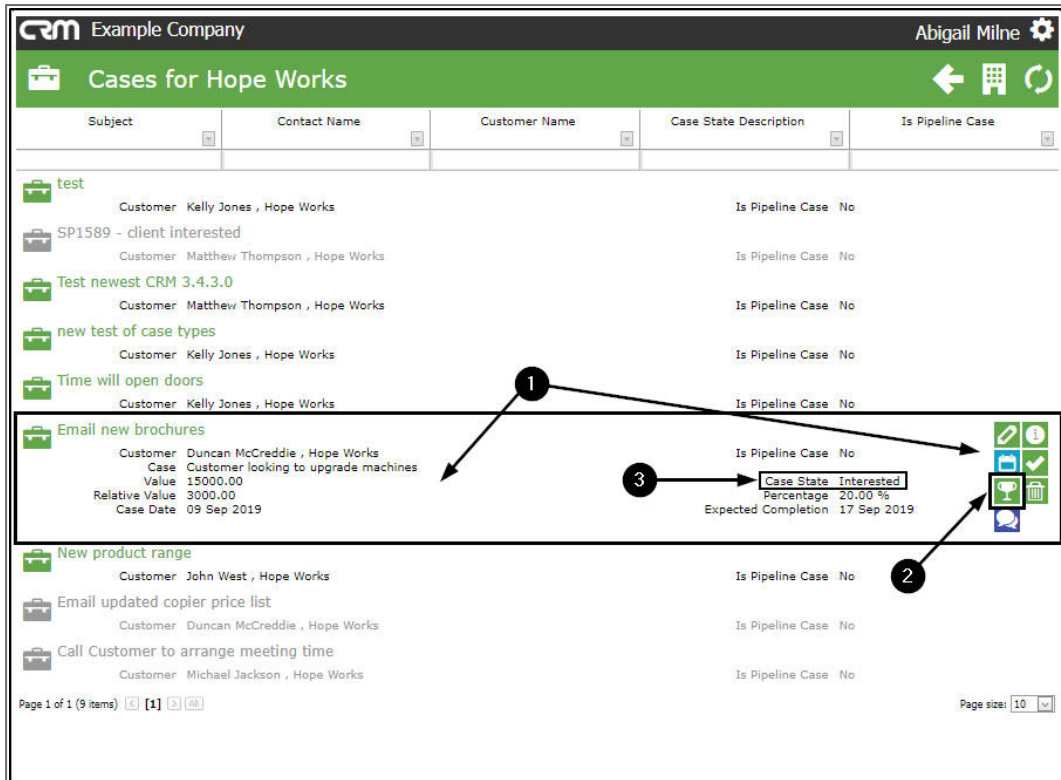 CRM Example Company Abigail Milne
Cases for Hope Works
Subject Contact Name Customer Name Case State Description Is Pipeline Case
test
Customer Kelly Jones , Hope Works Is Pipeline Case No
SP1589 - client interested
Customer Matthew Thompson , Hope Works Is Pipeline Case No
Test newest CRM 3.4.3.0
Customer Matthew Thompson , Hope Works Is Pipeline Case No
new test of case types
Customer Kelly Jones , Hope Works Is Pipeline Case No
Time will open doors
1
Customer Kelly Jones , Hope Works Is Pipeline Case No
Email new brochures
Customer Duncan McCreddie , Hope Works Is Pipeline Case No
Case Customer looking to upgrade machines
Value 15000.00 3 Case State Interested
Relative Value 3000.00 Percentage 20.00 %
Case Date 09 Sep 2019 Expected Completion 17 Sep 2019
New product range
Customer John West , Hope Works Is Pipeline Case No 2
Email updated copier price list
Customer Duncan McCreddie , Hope Works Is Pipeline Case No
Call Customer to arrange meeting time
Customer Michael Jackson , Hope Works Is Pipeline Case No
Page 1 of 1 (9 items) < [1] > All Page size: 10